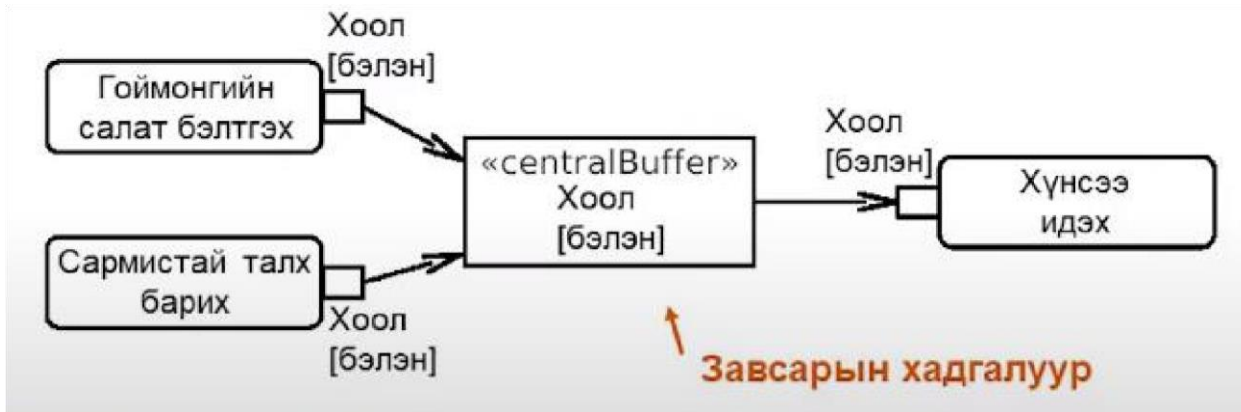 Хоол
[бэлэн]
Гоймонгийн
салат бэлтгэх
«centralBuffer»
Хоол
[бэлэн]
Хоол
[бэлэн]
Хүнсээ
идэх
Сармистай талх
барих
Хоол
[бэлэн]
Завсарын хадгалуур